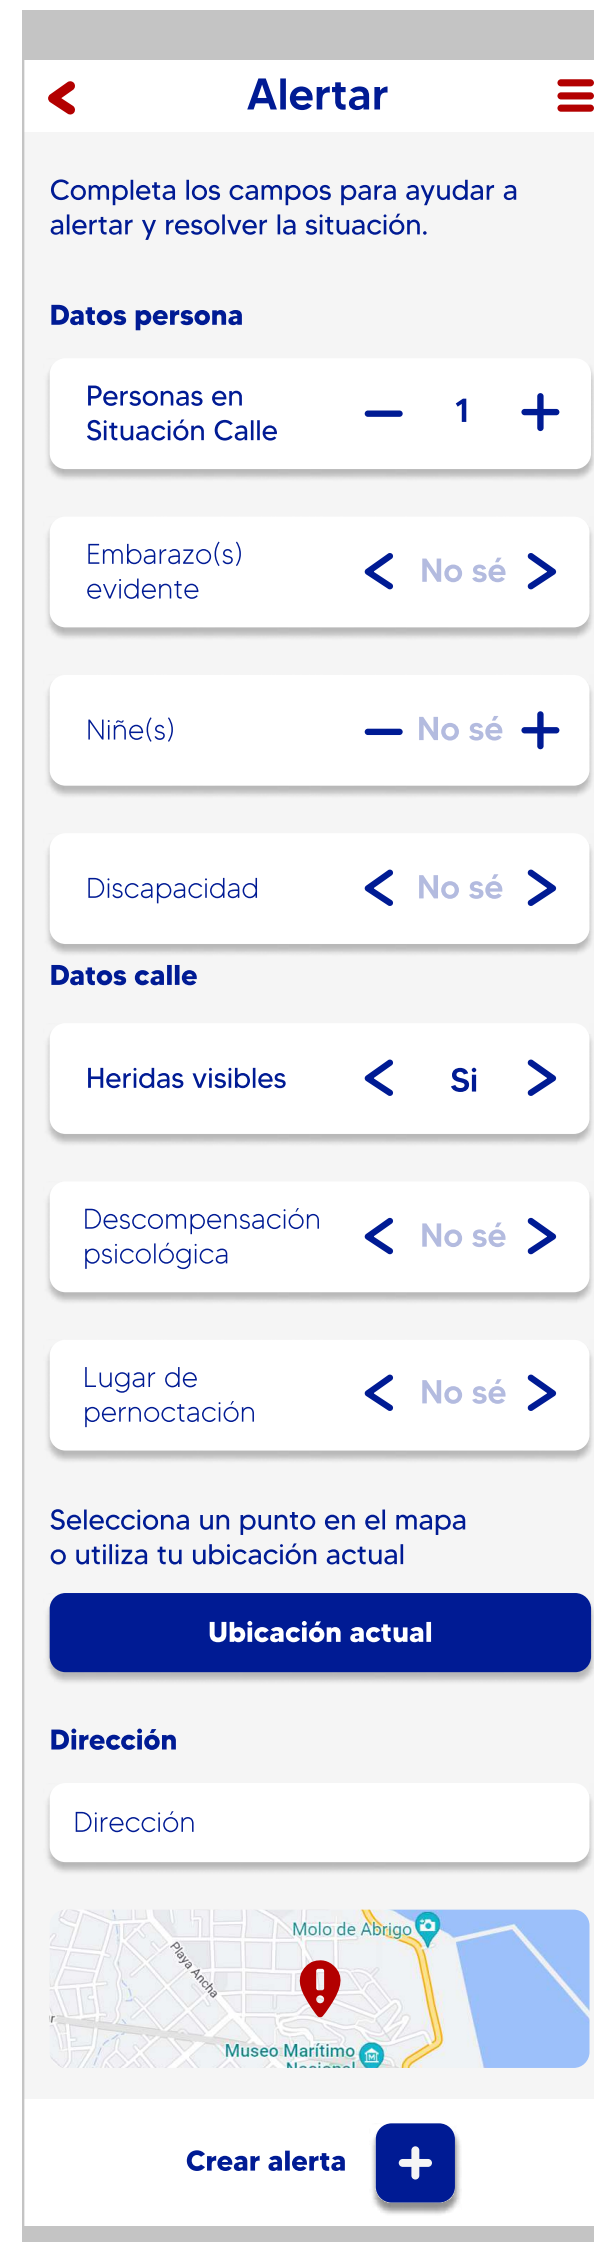 Alertar
Completa los campos para ayudar a
alertar y resolver la situación.
Datos persona
Personas en
Situación Calle
1
Embarazo(s)
evidente
No sé
Niñe(s)
No sé
Discapacidad
No sé
Datos calle
Heridas visibles
Si
Descompensación
psicológica
No sé
Lugar de
pernoctación
No sé
Selecciona un punto en el mapa
o utiliza tu ubicación actual
Ubicación actual
Dirección
Dirección
Molo de Abrigo
Playa Ancha
Museo Marítimo
Nacional
Crear alerta